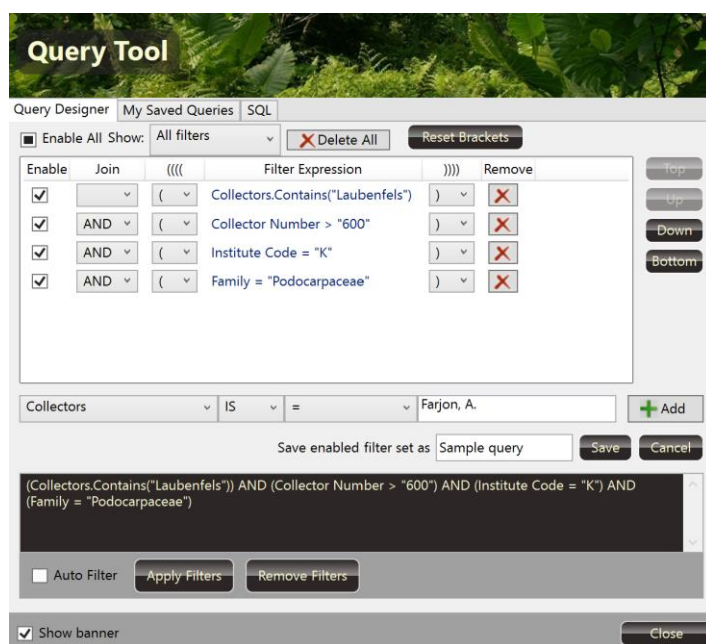 Query Tool
Query Designer My Saved Queries SQL
Enable All Show: All filters Delete All Reset Brackets
Enable Join (((( Filter Expression )))) Remove
Top
( Collectors.Contains("Laubenfels") )
Up
AND ( Collector Number > "600" )
Down
AND ( Institute Code = "K" )
Bottom
AND ( Family = "Podocarpaceae" )
Collectors IS = Farjon, A. Add
Save enabled filter set as Sample query Save Cancel
(Collectors.Contains("Laubenfels")) AND (Collector Number > "600") AND (Institute Code = "K") AND
(Family = "Podocarpaceae")
Auto Filter Apply Filters Remove Filters
Show banner Close